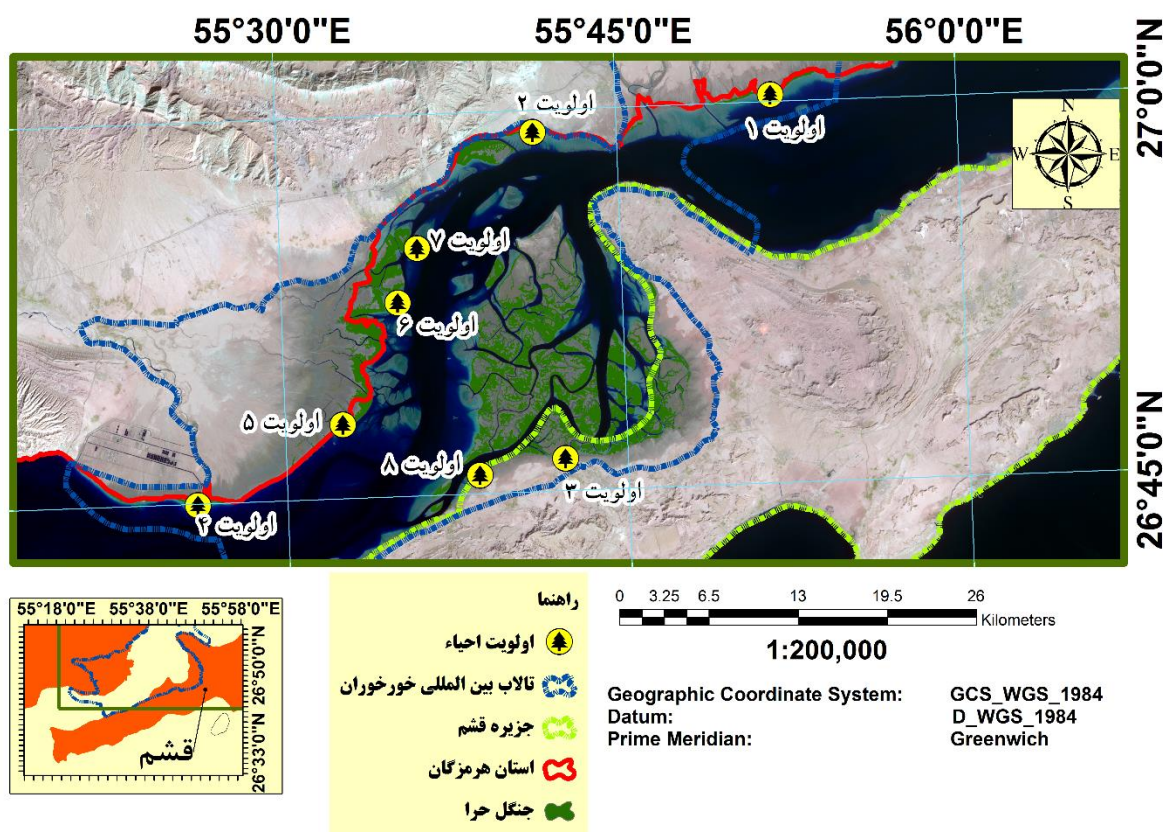 55°30'0"E 55°45'0"E 56°0'0"E
27°0'0"N
N
W E
S
اولویت ۱
اولویت ۲
اولویت ۷
اولویت ۶
اولویت ۵
اولویت ۸
اولویت ۳
اولویت ۴
26°45'0"N
55°18'0"E 55°38'0"E 55°58'0"E
26°50'0"N
26°33'0"N
قشم
راهنما
اولویت احیاء
تالاب بین المللی خورخوران
جزیره قشم
استان هرمزگان
جنگل حرا
0 3.25 6.5 13 19.5 26
Kilometers
1:200,000
Geographic Coordinate System: GCS_WGS_1984
Datum: D_WGS_1984
Prime Meridian: Greenwich